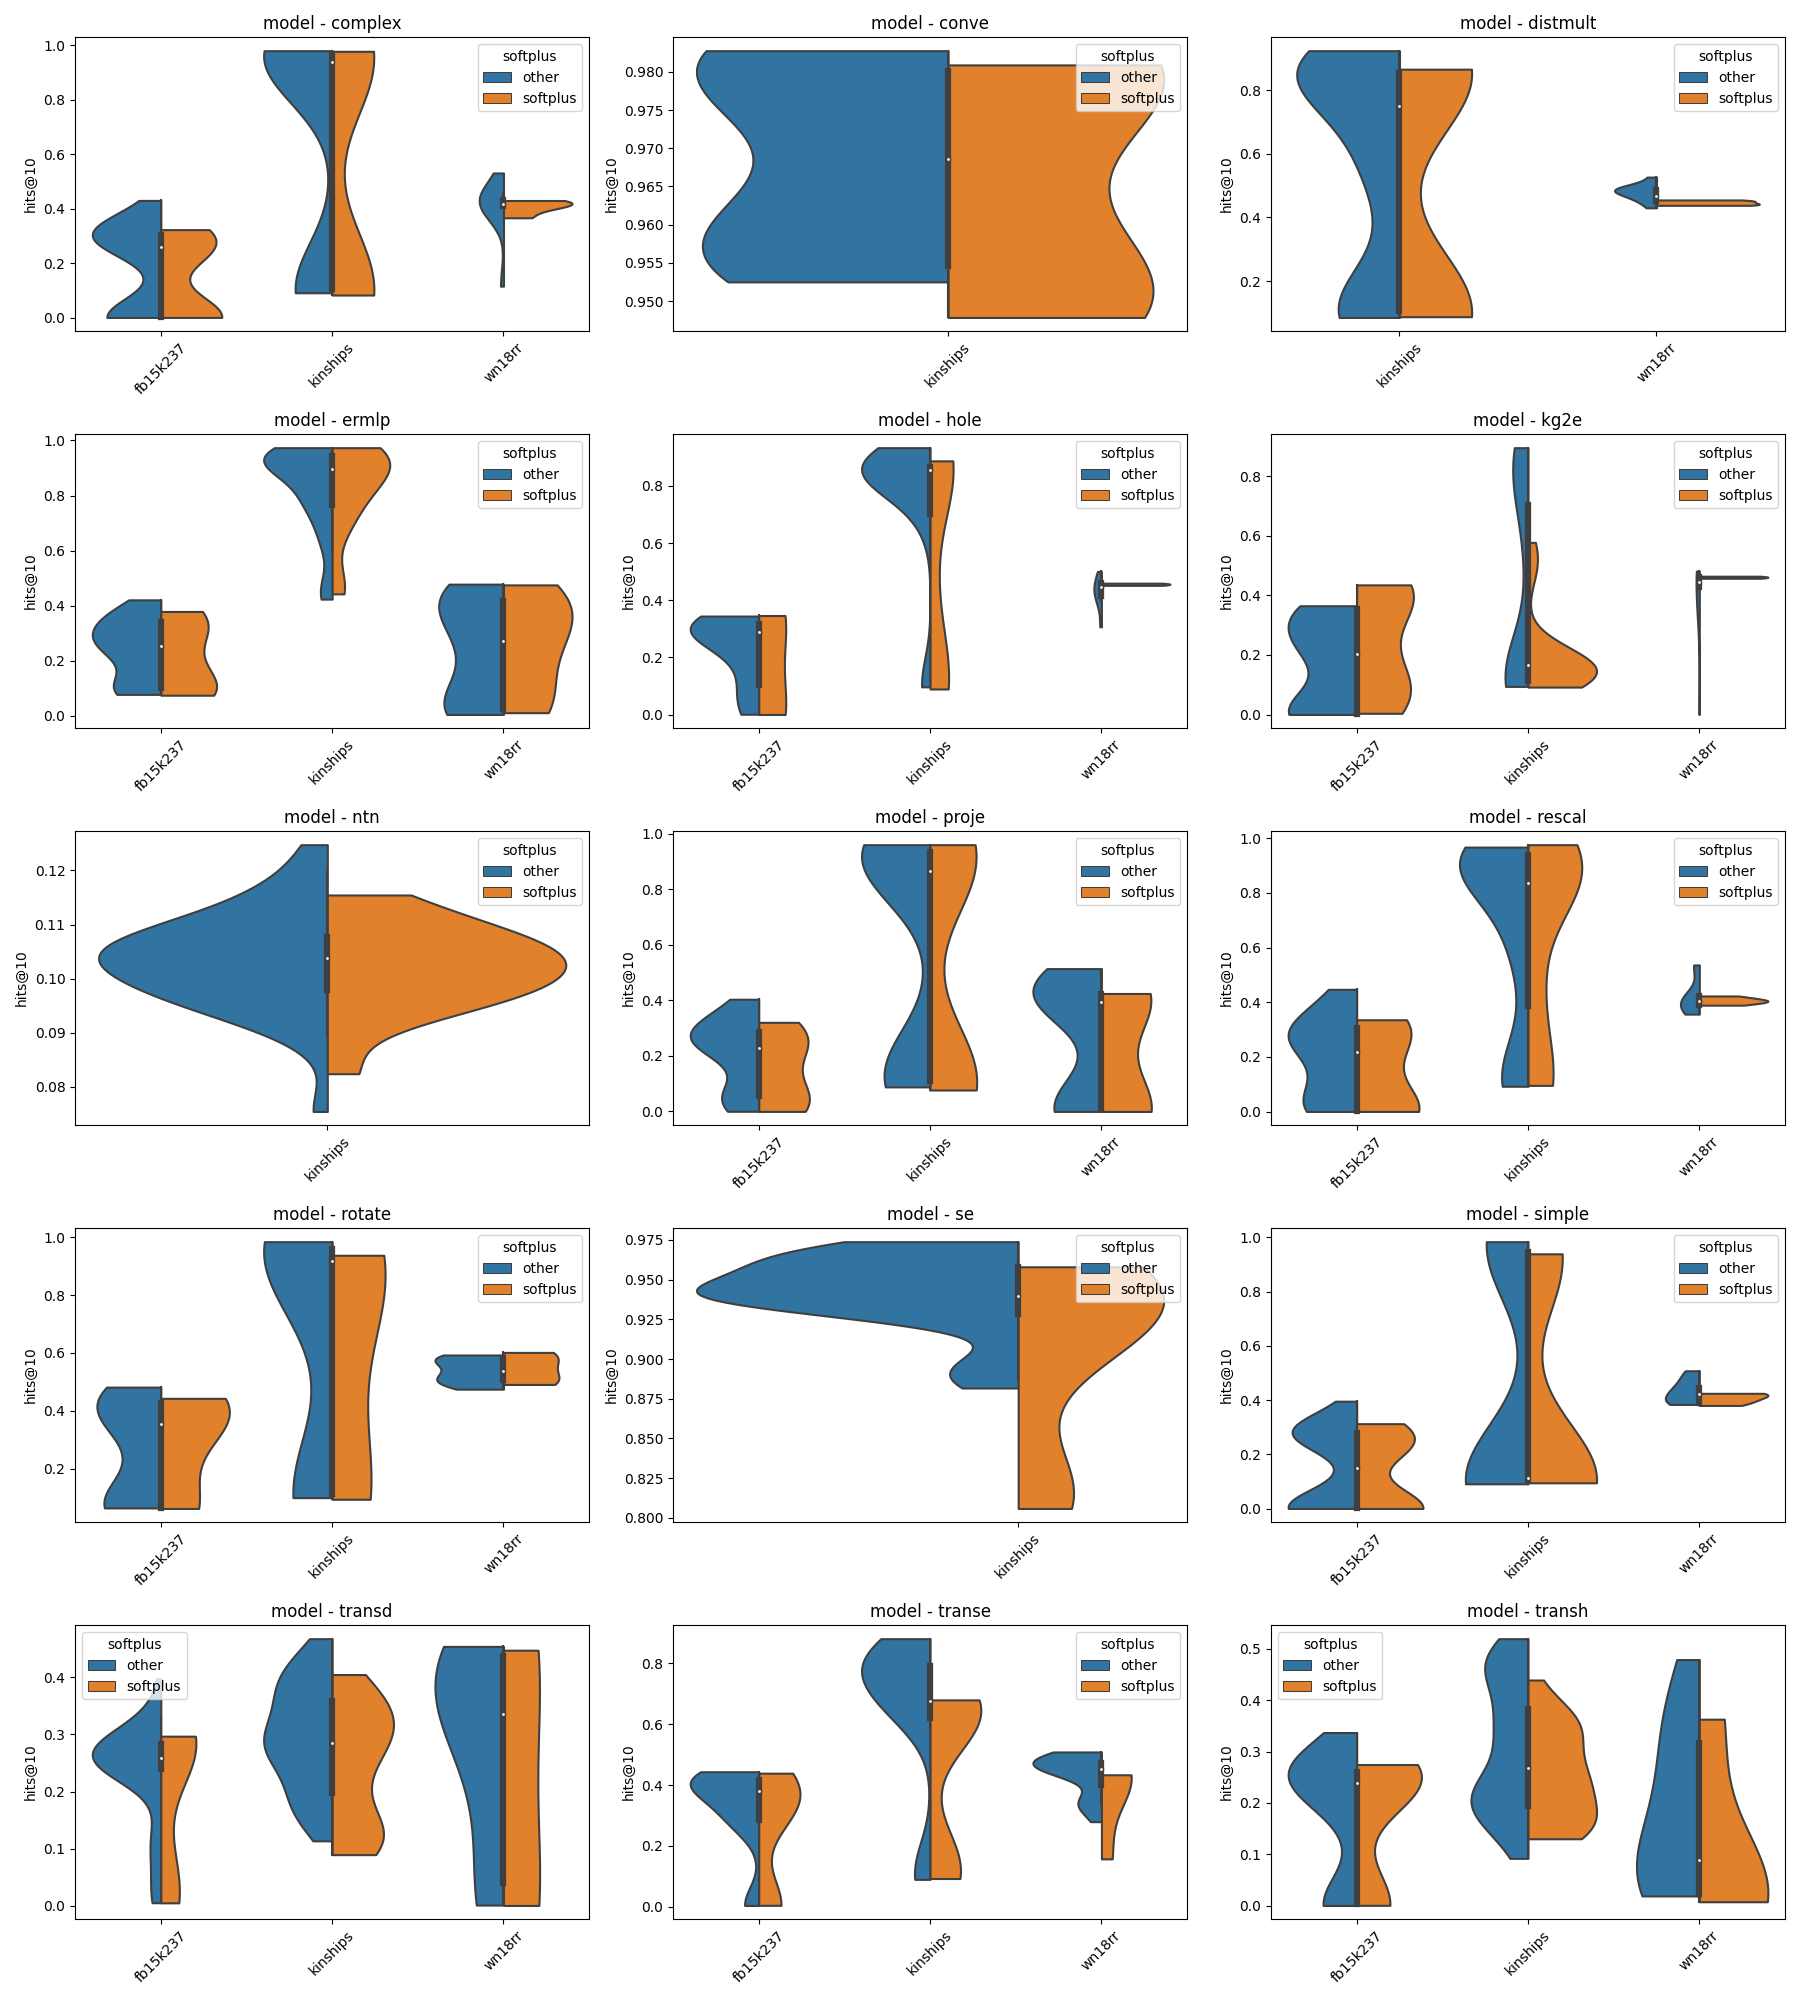 model - complex
softplus
other
softplus
hits@10
1.0
0.8
0.6
0.4
0.2
0.0
fb15k237
kinships
wn18rr
model - conve
softplus
other
softplus
hits@10
0.980
0.975
0.970
0.965
0.960
0.955
0.950
kinships
model - distmult
softplus
other
softplus
hits@10
0.8
0.6
0.4
0.2
kinships
wn18rr
model - ermlp
softplus
other
softplus
hits@10
1.0
0.8
0.6
0.4
0.2
0.0
fb15k237
kinships
wn18rr
model - hole
softplus
other
softplus
hits@10
0.8
0.6
0.4
0.2
0.0
fb15k237
kinships
wn18rr
model - kg2e
softplus
other
softplus
hits@10
0.8
0.6
0.4
0.2
0.0
fb15k237
kinships
wn18rr
model - ntn
softplus
other
softplus
hits@10
0.12
0.11
0.10
0.09
0.08
kinships
model - proje
softplus
other
softplus
hits@10
1.0
0.8
0.6
0.4
0.2
0.0
fb15k237
kinships
wn18rr
model - rescal
softplus
other
softplus
hits@10
1.0
0.8
0.6
0.4
0.2
0.0
fb15k237
kinships
wn18rr
model - rotate
softplus
other
softplus
hits@10
1.0
0.8
0.6
0.4
0.2
fb15k237
kinships
wn18rr
model - se
softplus
other
softplus
hits@10
0.975
0.950
0.925
0.900
0.875
0.850
0.825
0.800
kinships
model - simple
softplus
other
softplus
hits@10
1.0
0.8
0.6
0.4
0.2
0.0
fb15k237
kinships
wn18rr
model - transd
softplus
other
softplus
hits@10
0.4
0.3
0.2
0.1
0.0
fb15k237
kinships
wn18rr
model - transe
softplus
other
softplus
hits@10
0.8
0.6
0.4
0.2
0.0
fb15k237
kinships
wn18rr
model - transh
softplus
other
softplus
hits@10
0.5
0.4
0.3
0.2
0.1
0.0
fb15k237
kinships
wn18rr